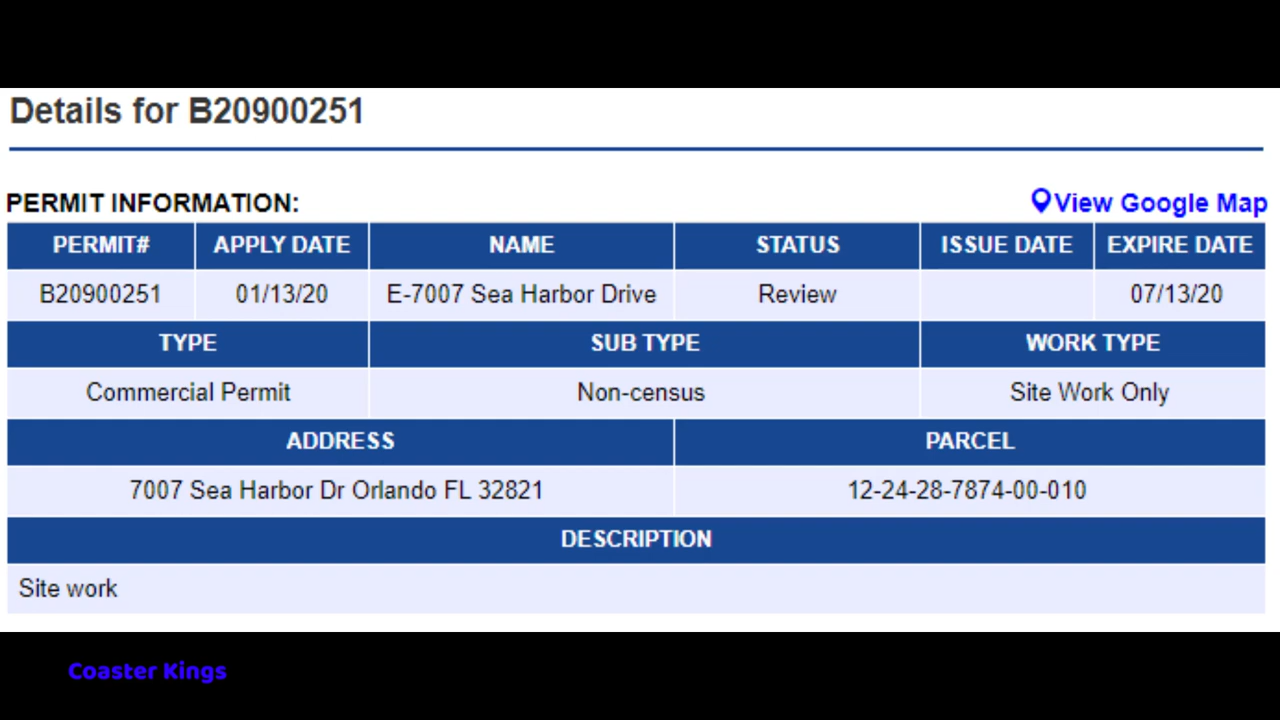 Details for B20900251
PERMIT INFORMATION:
View Google Map
PERMIT# APPLY DATE NAME STATUS ISSUE DATE EXPIRE DATE
B20900251 01/13/20 E-7007 Sea Harbor Drive Review 07/13/20
TYPE SUB TYPE WORK TYPE
Commercial Permit Non-census Site Work Only
ADDRESS PARCEL
7007 Sea Harbor Dr Orlando FL 32821 12-24-28-7874-00-010
DESCRIPTION
Site work
Coaster Kings